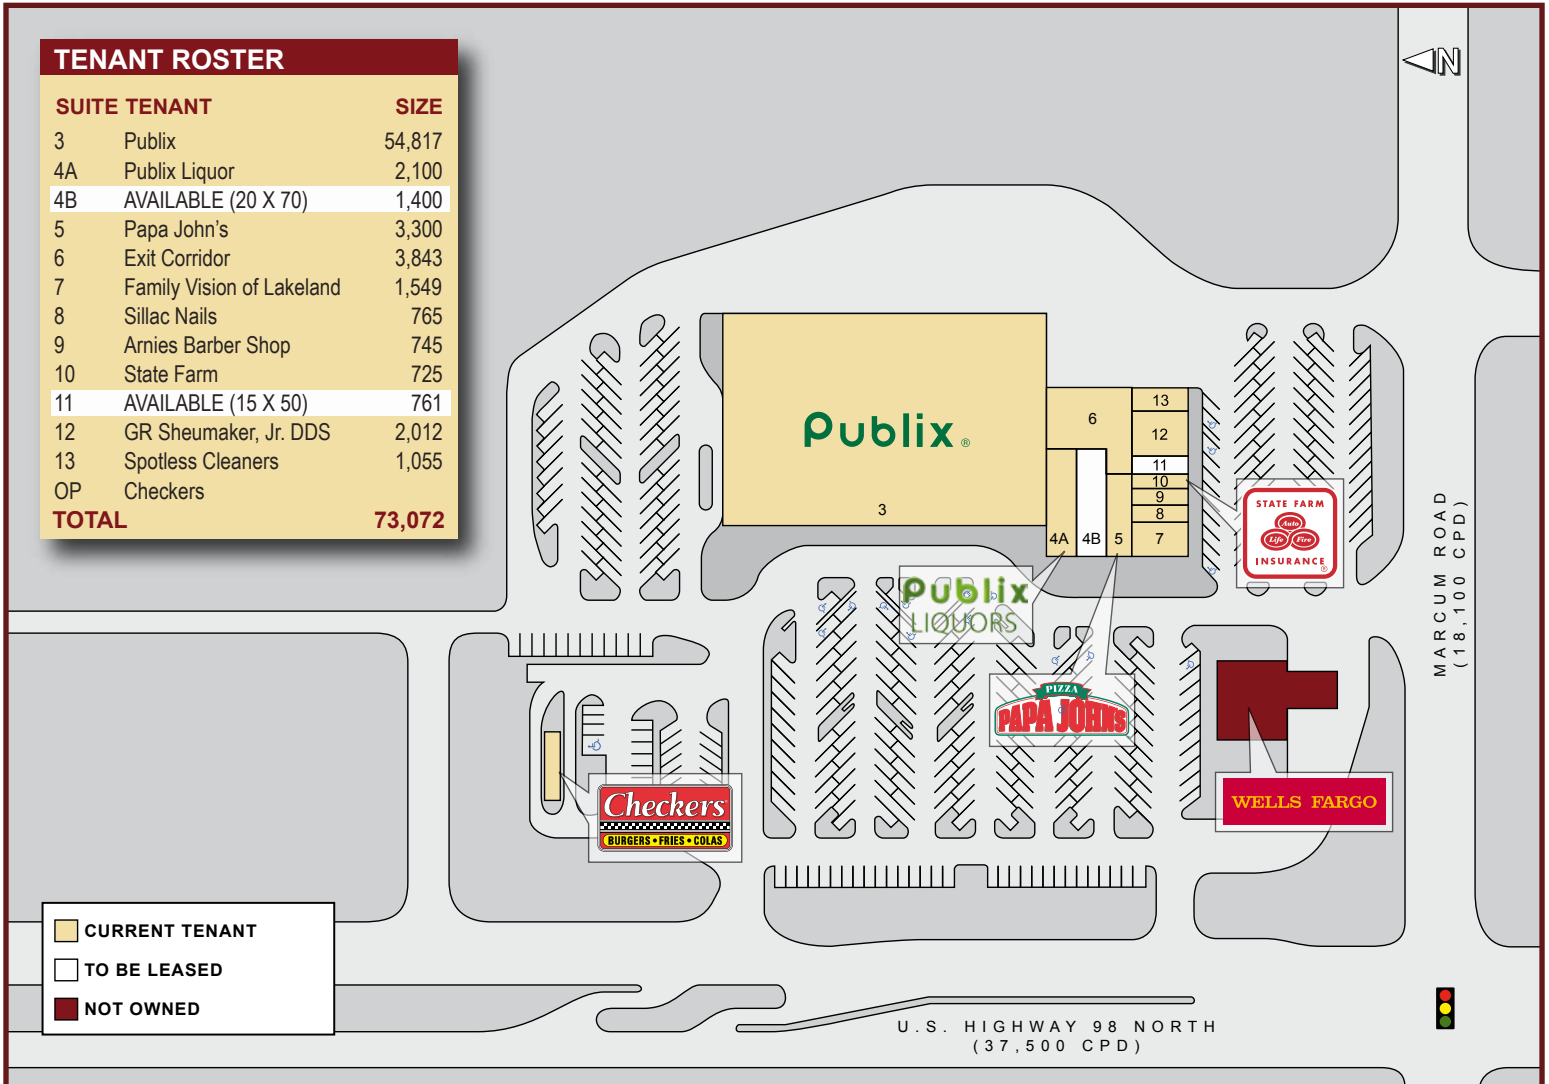 TENANT ROSTER
SUITE TENANT SIZE
3 Publix 54,817
4A Publix Liquor 2,100
4B AVAILABLE (20 X 70) 1,400
5 Papa John's 3,300
6 Exit Corridor 3,843
7 Family Vision of Lakeland 1,549
8 Sillac Nails 765
9 Arnies Barber Shop 745
10 State Farm 725
11 AVAILABLE (15 X 50) 761
12 GR Sheumaker, Jr. DDS 2,012
13 Spotless Cleaners 1,055
OP Checkers
TOTAL 73,072
N
Publix®
3
6
13
12
11
10
9
8
7
4A
4B
5
STATE FARM
Auto
Life Fire
INSURANCE®
Publix
LIQUORS
PIZZA
PAPA JOHN'S
Checkers
BURGERS • FRIES • COLAS
WELLS FARGO
MARCUM ROAD
(18,100 CPD)
CURRENT TENANT
TO BE LEASED
NOT OWNED
U.S. HIGHWAY 98 NORTH
(37,500 CPD)